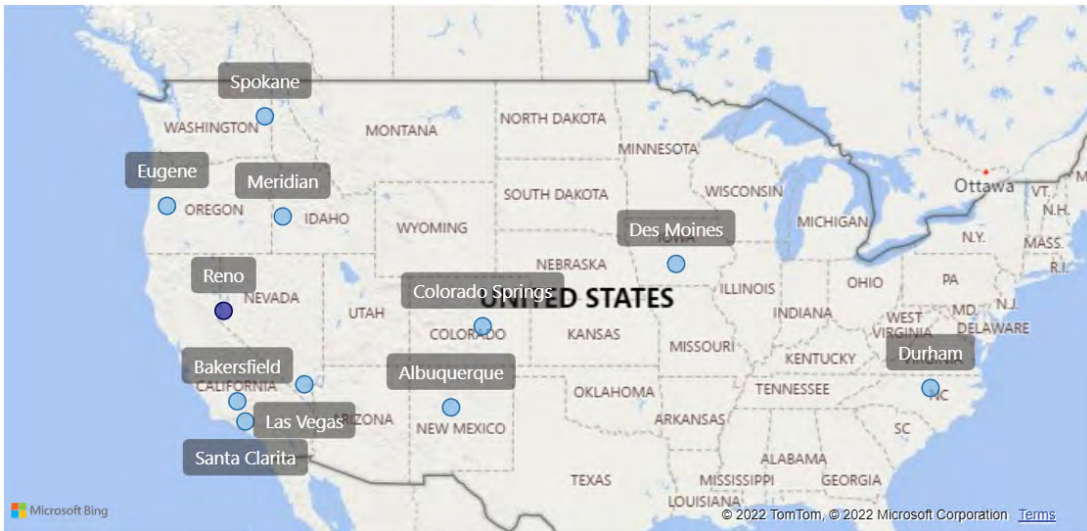 Spokane
WASHINGTON
MONTANA
NORTH DAKOTA
MINNESOTA
Eugene
Meridian
OREGON
IDAHO
SOUTH DAKOTA
WISCONSIN
MICHIGAN
Ottawa
VT.
M
N.H.
WYOMING
Des Moines
IOWA
N.Y.
MASS.
R.I.
Reno
NEVADA
UTAH
NEBRASKA
Colorado Springs
UNITED STATES
ILLINOIS
INDIANA
OHIO
PA
N.J.
MD.
COLORADO
KANSAS
MISSOURI
WEST
VIRGINIA
DELAWARE
KENTUCKY
Durham
VIRGINIA
Bakersfield
CALIFORNIA
Albuquerque
OKLAHOMA
TENNESSEE
NC
Las Vegas
ARIZONA
NEW MEXICO
ARKANSAS
SC
Santa Clarita
TEXAS
MISSISSIPPI
ALABAMA
GEORGIA
LOUISIANA
Microsoft Bing
© 2022 TomTom, © 2022 Microsoft Corporation Terms